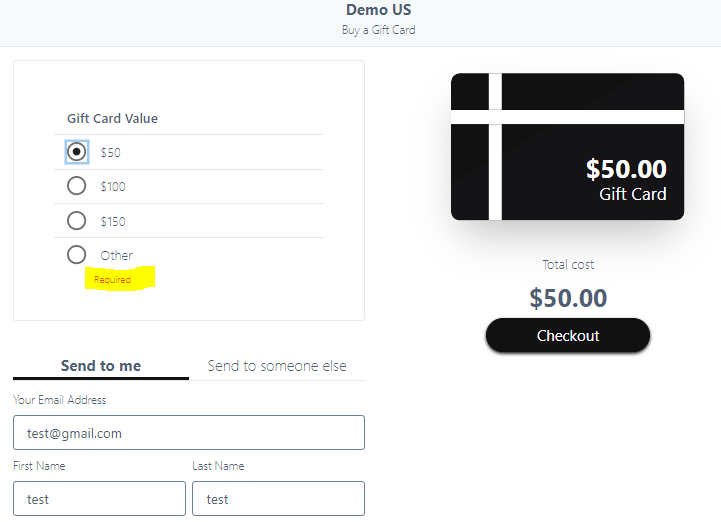 Demo US
Buy a Gift Card
Gift Card Value
$50
$100
$150
Other
Required
$50.00
Gift Card
Total cost
$50.00
Checkout
Send to me
Send to someone else
Your Email Address
test@gmail.com
First Name
Last Name
test
test